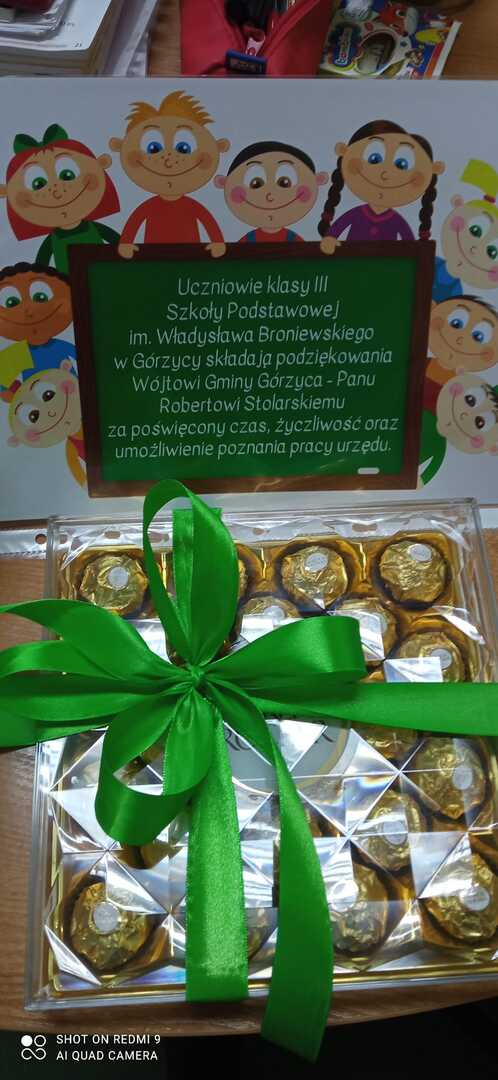 Uczniowie klasy III
Szkoły Podstawowej
im. Władysława Broniewskiego
w Górzycy składają podziękowania
Wójtowi Gminy Górzyca - Panu
Robertowi Stolarskiemu
za poświęcony czas, życzliwość oraz
umożliwienie poznania pracy urzędu.
SHOT ON REDMI 9
AI QUAD CAMERA